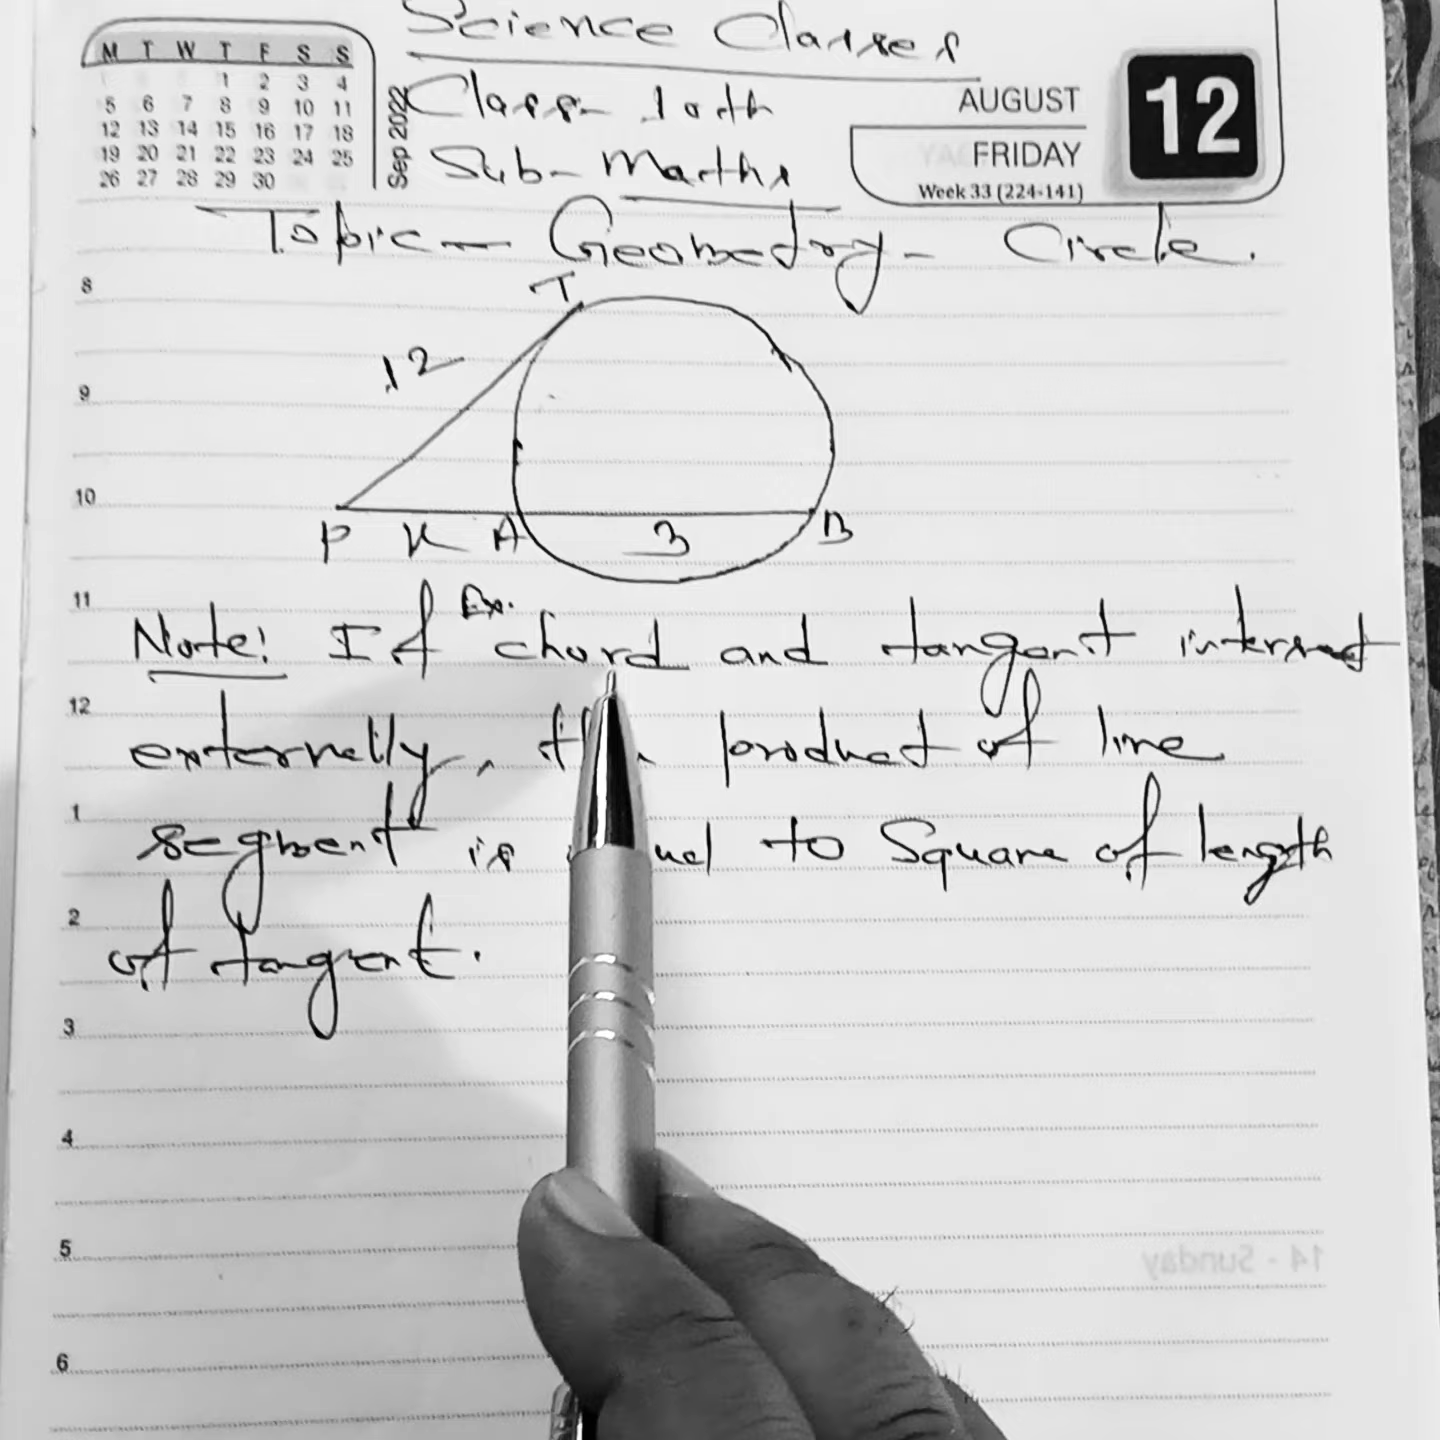 Science Classes
M T W T F S S
1 2 3 4
5 6 7 8 9 10 11
12 13 14 15 16 17 18
19 20 21 22 23 24 25
26 27 28 29 30
Sep 2022
Class- 10th
Sub- Maths
AUGUST
FRIDAY
Week 33 (224-141)
12
Topic- Geometry- Circle.
8
T
12
9
10
P K A 3 B
11
Ex.
Note: If chord and tangent intersect
12
externally, the product of line
1
segment is to Square of length
2
of tangent.
3
4
5
14 - Sunday
6